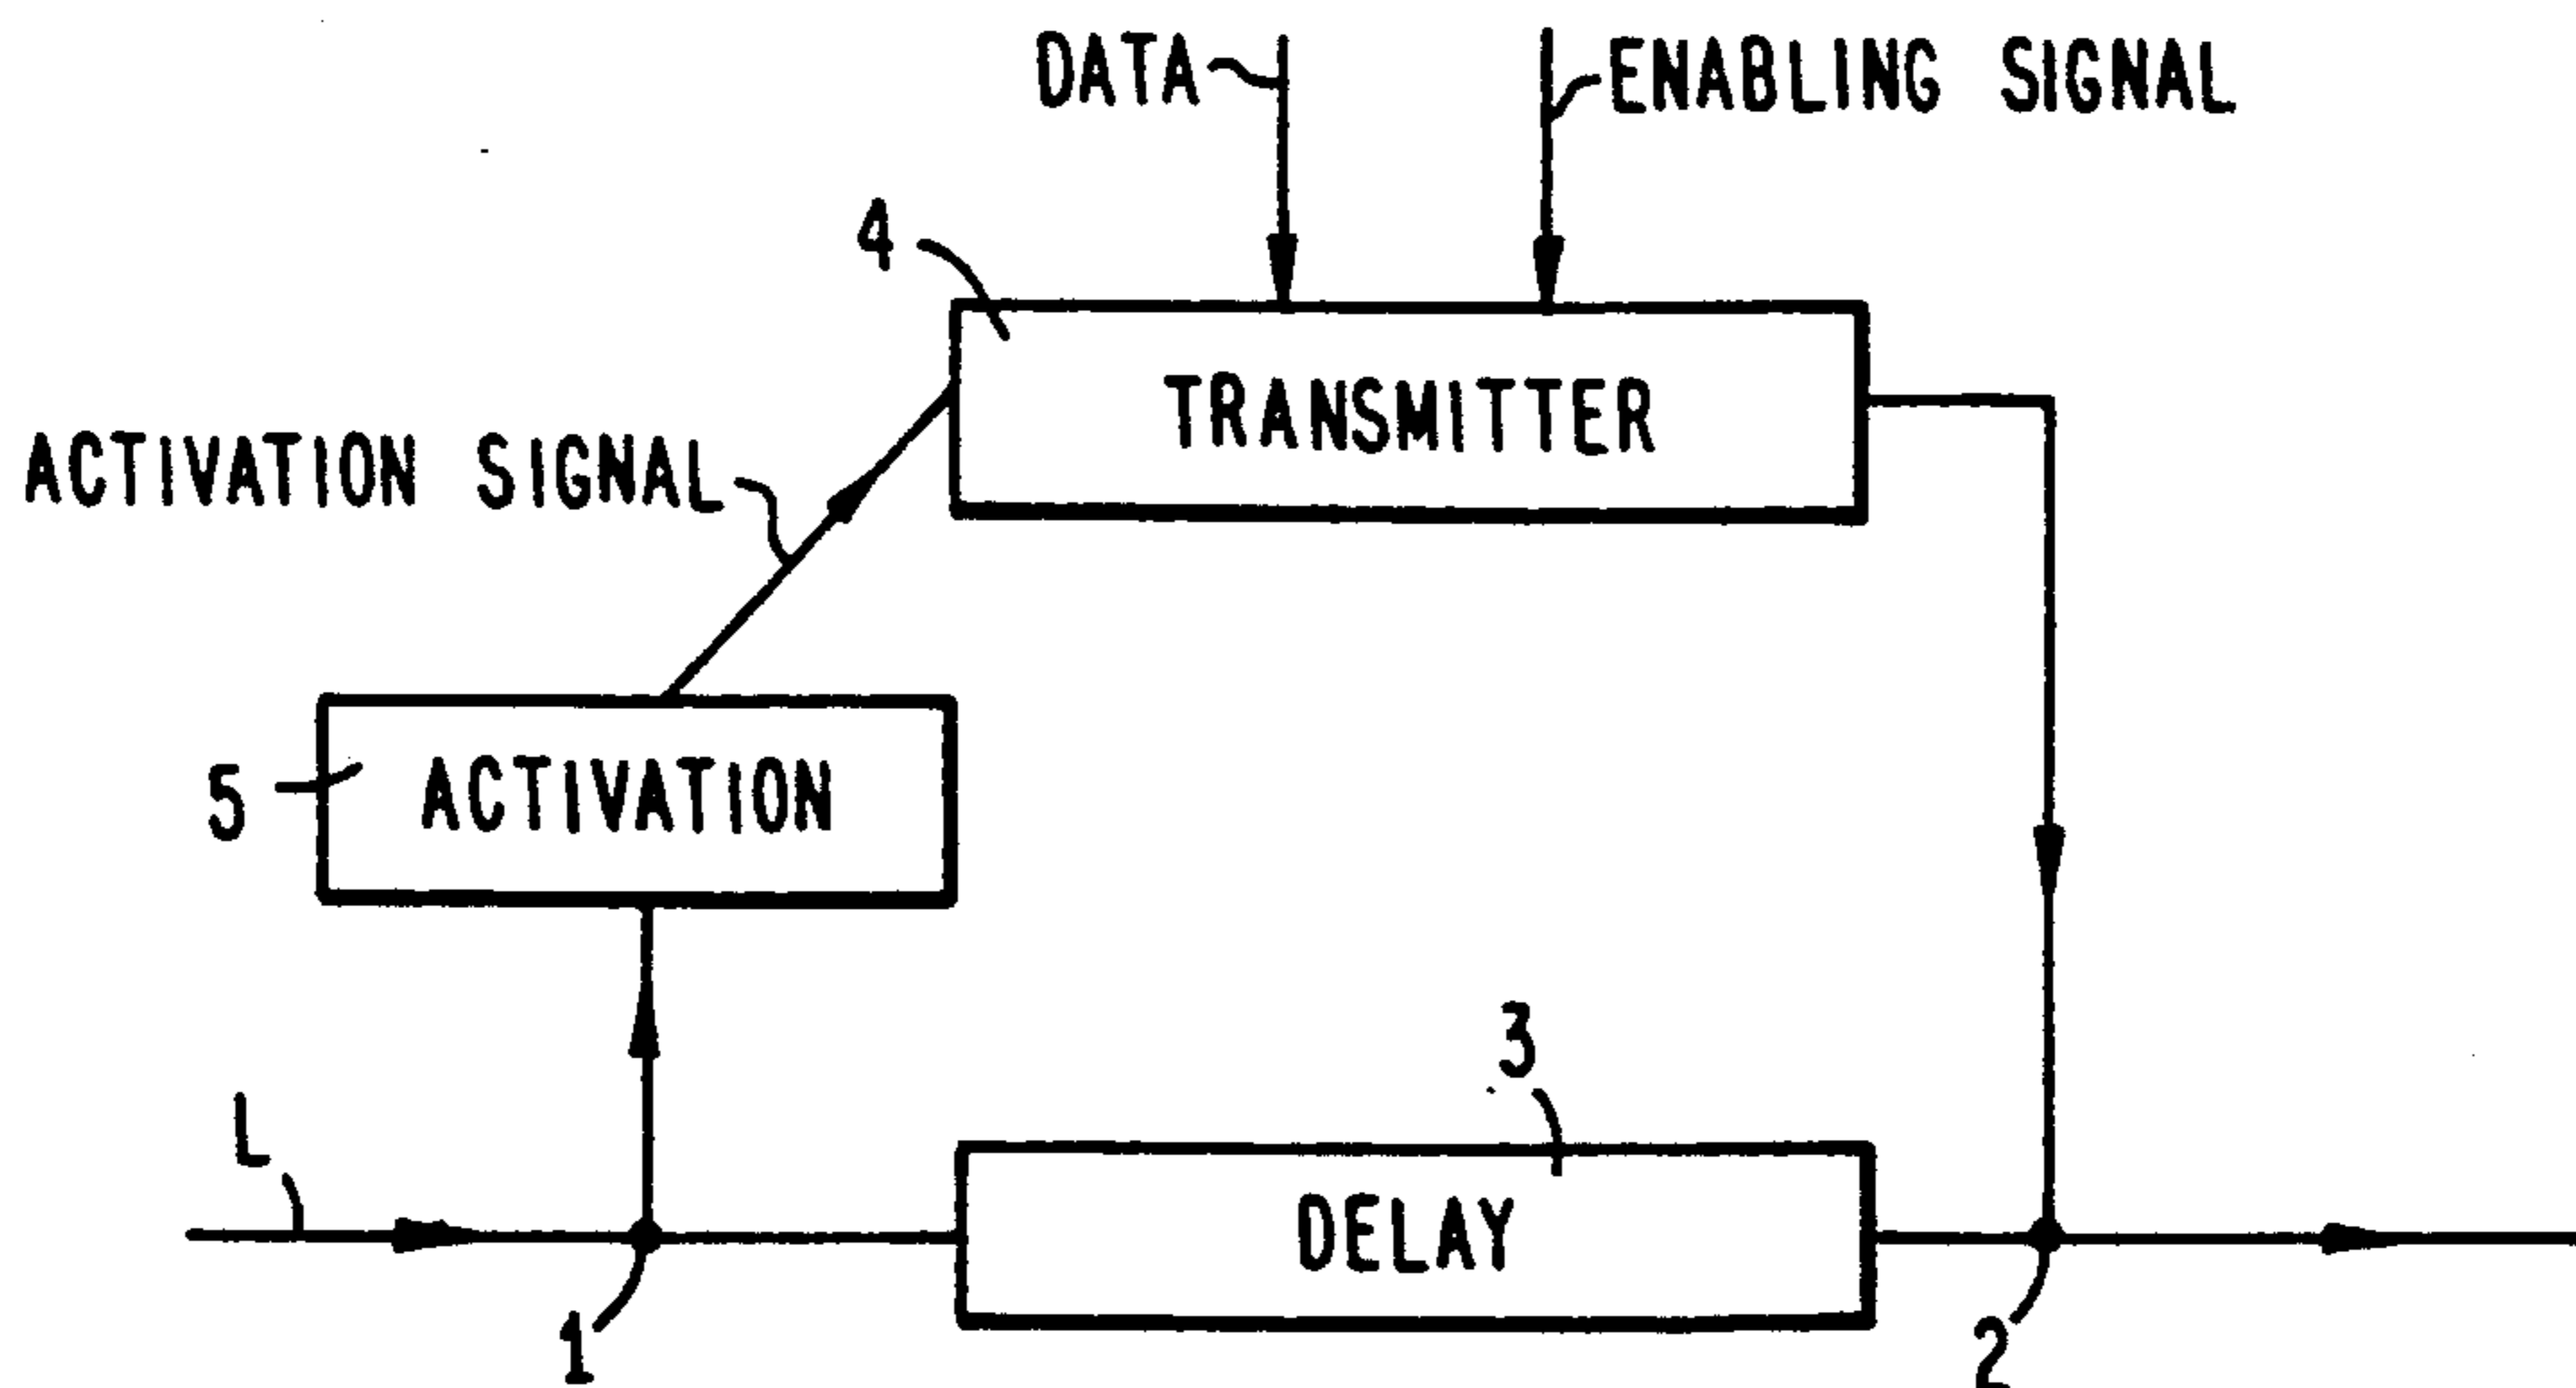 DATA
ENABLING SIGNAL
4
TRANSMITTER
ACTIVATION SIGNAL
5
ACTIVATION
3
L
DELAY
1
2